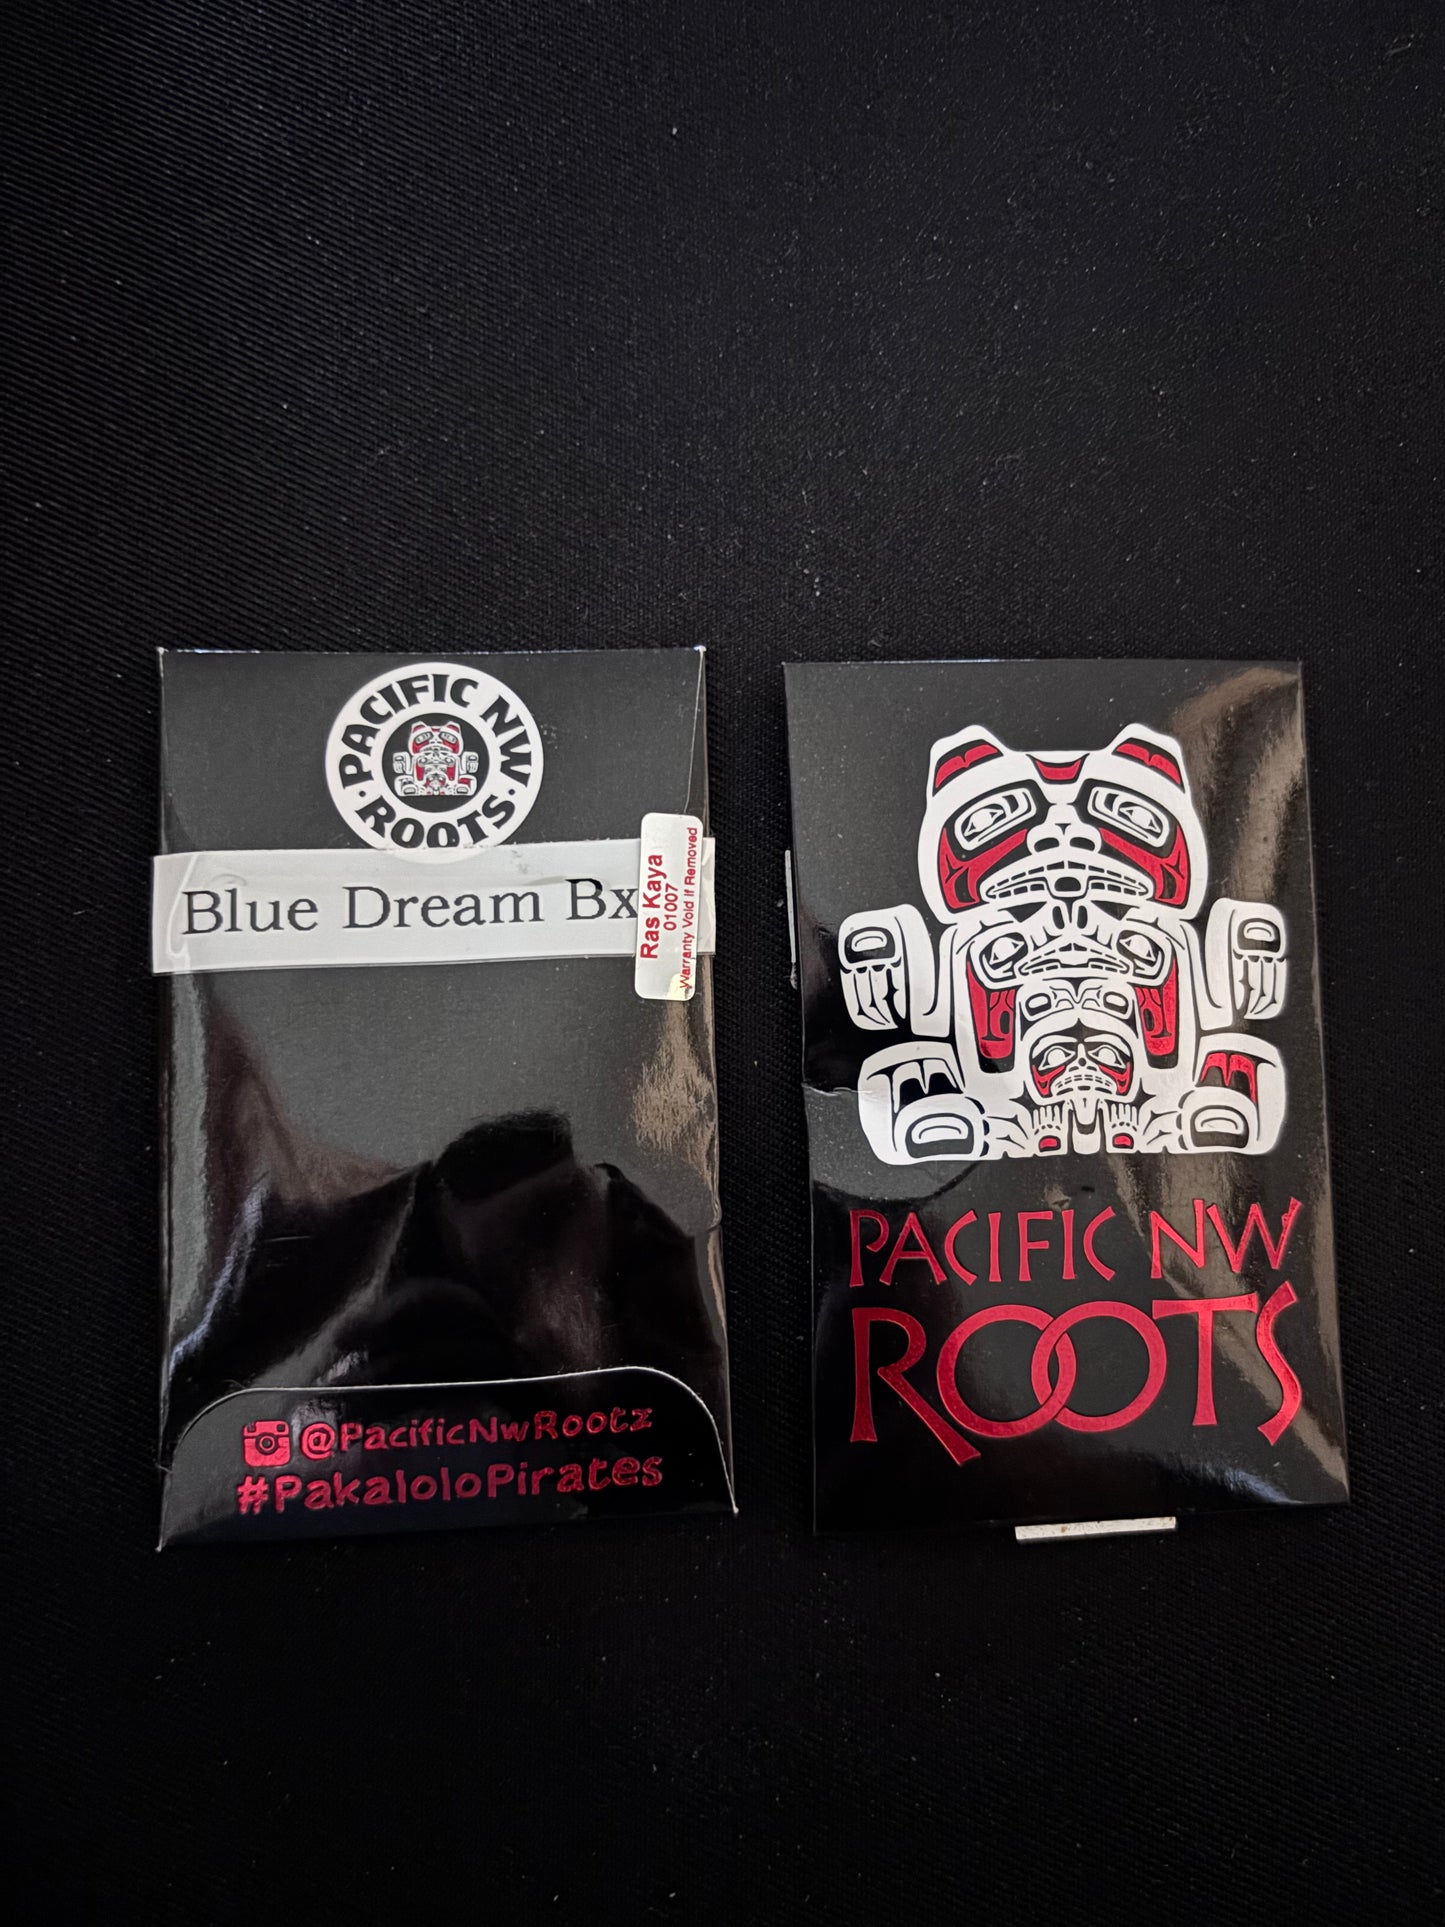 PACIFIC NW
ROOTS
Blue Dream Bx
Ras Kaya
01007
Warranty Void If Removed
@PacificNwRootz
#PakaloloPirates
PACIFIC NW
ROOTS